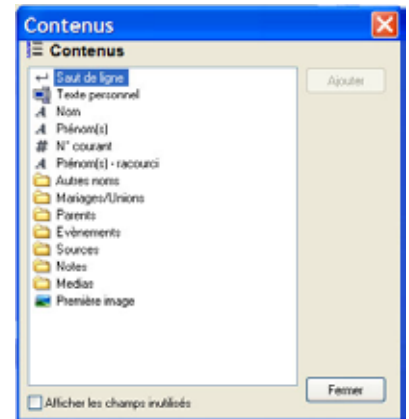 Contenus
Contenus
Saut de ligne
Ajouter
Texte personnel
Nom
Prénom(s)
N° courant
Prénom(s) - racourci
Autres noms
Mariages/Unions
Parents
Evènements
Sources
Notes
Medias
Première image
Fermer
Afficher les champs inutilisés